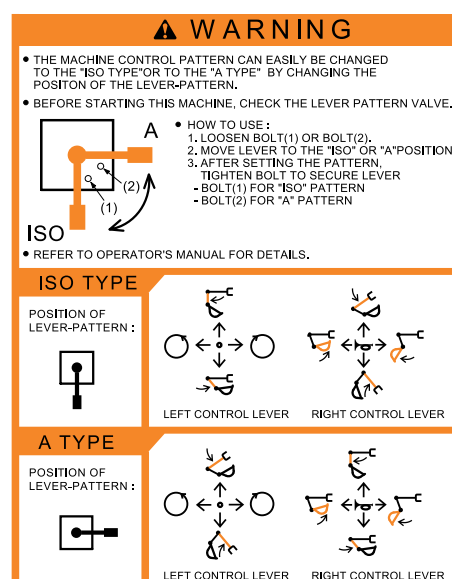 WARNING
• THE MACHINE CONTROL PATTERN CAN EASILY BE CHANGED
TO THE "ISO TYPE"OR TO THE "A TYPE" BY CHANGING THE
POSITON OF THE LEVER-PATTERN.
• BEFORE STARTING THIS MACHINE, CHECK THE LEVER PATTERN VALVE.
A
(2)
(1)
ISO
• HOW TO USE :
1. LOOSEN BOLT(1) OR BOLT(2).
2. MOVE LEVER TO THE "ISO" OR "A"POSITION
3. AFTER SETTING THE PATTERN,
TIGHTEN BOLT TO SECURE LEVER
- BOLT(1) FOR "ISO" PATTERN
- BOLT(2) FOR "A" PATTERN
• REFER TO OPERATOR'S MANUAL FOR DETAILS.
ISO TYPE
POSITION OF
LEVER-PATTERN :
LEFT CONTROL LEVER
RIGHT CONTROL LEVER
A TYPE
POSITION OF
LEVER-PATTERN :
LEFT CONTROL LEVER
RIGHT CONTROL LEVER